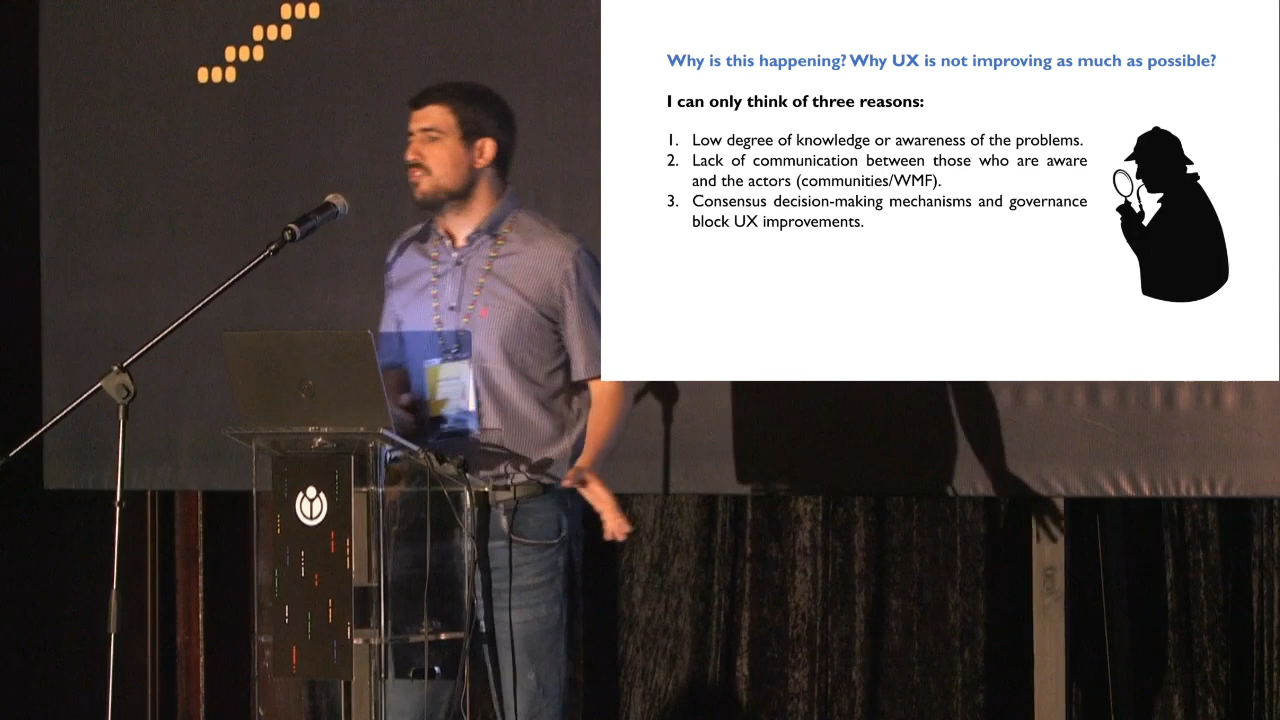 Why is this happening? Why UX is not improving as much as possible?
I can only think of three reasons:
1. Low degree of knowledge or awareness of the problems.
2. Lack of communication between those who are aware
and the actors (communities/WMF).
3. Consensus decision-making mechanisms and governance
block UX improvements.